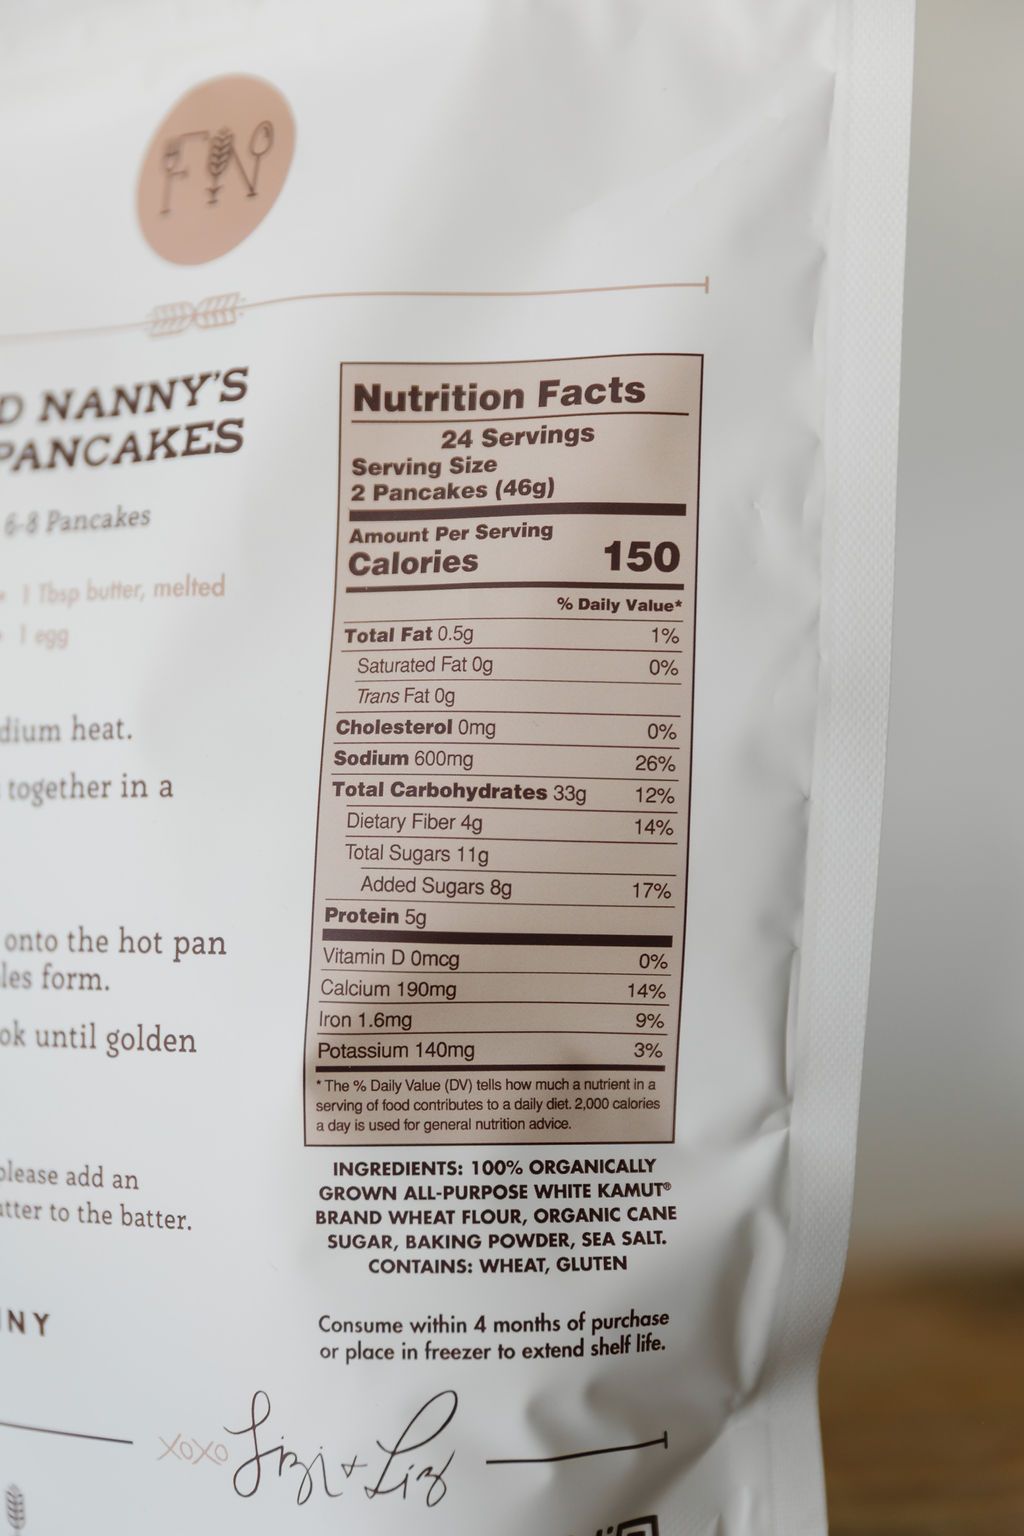 FN
D NANNY'S
PANCAKES
6-8 Pancakes
1 Tbsp butter, melted
1 egg
dium heat.
together in a
onto the hot pan
les form.
ok until golden
please add an
tter to the batter.
NNY
Nutrition Facts
24 Servings
Serving Size
2 Pancakes (46g)
Amount Per Serving
Calories 150
% Daily Value*
Total Fat 0.5g 1%
Saturated Fat 0g 0%
Trans Fat 0g
Cholesterol 0mg 0%
Sodium 600mg 26%
Total Carbohydrates 33g 12%
Dietary Fiber 4g 14%
Total Sugars 11g
Added Sugars 8g 17%
Protein 5g
Vitamin D 0mcg 0%
Calcium 190mg 14%
Iron 1.6mg 9%
Potassium 140mg 3%
* The % Daily Value (DV) tells how much a nutrient in a
serving of food contributes to a daily diet. 2,000 calories
a day is used for general nutrition advice.
INGREDIENTS: 100% ORGANICALLY
GROWN ALL-PURPOSE WHITE KAMUT®
BRAND WHEAT FLOUR, ORGANIC CANE
SUGAR, BAKING POWDER, SEA SALT.
CONTAINS: WHEAT, GLUTEN
Consume within 4 months of purchase
or place in freezer to extend shelf life.
XOXO Lizi + Liz